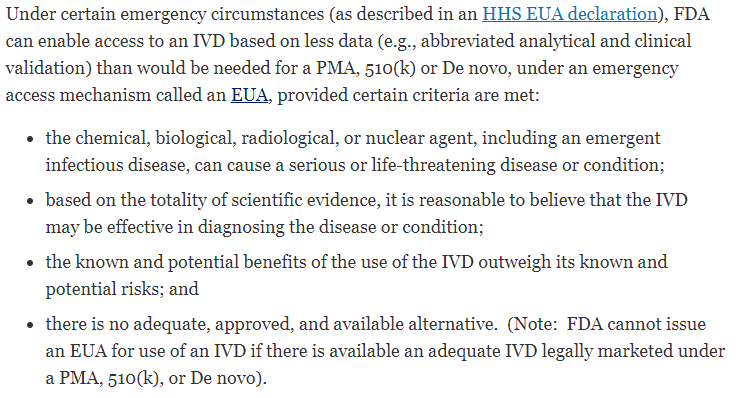 Under certain emergency circumstances (as described in an HHS EUA declaration), FDA
can enable access to an IVD based on less data (e.g., abbreviated analytical and clinical
validation) than would be needed for a PMA, 510(k) or De novo, under an emergency
access mechanism called an EUA, provided certain criteria are met:
• the chemical, biological, radiological, or nuclear agent, including an emergent
infectious disease, can cause a serious or life-threatening disease or condition;
• based on the totality of scientific evidence, it is reasonable to believe that the IVD
may be effective in diagnosing the disease or condition;
• the known and potential benefits of the use of the IVD outweigh its known and
potential risks; and
• there is no adequate, approved, and available alternative.  (Note:  FDA cannot issue
an EUA for use of an IVD if there is available an adequate IVD legally marketed under
a PMA, 510(k), or De novo).